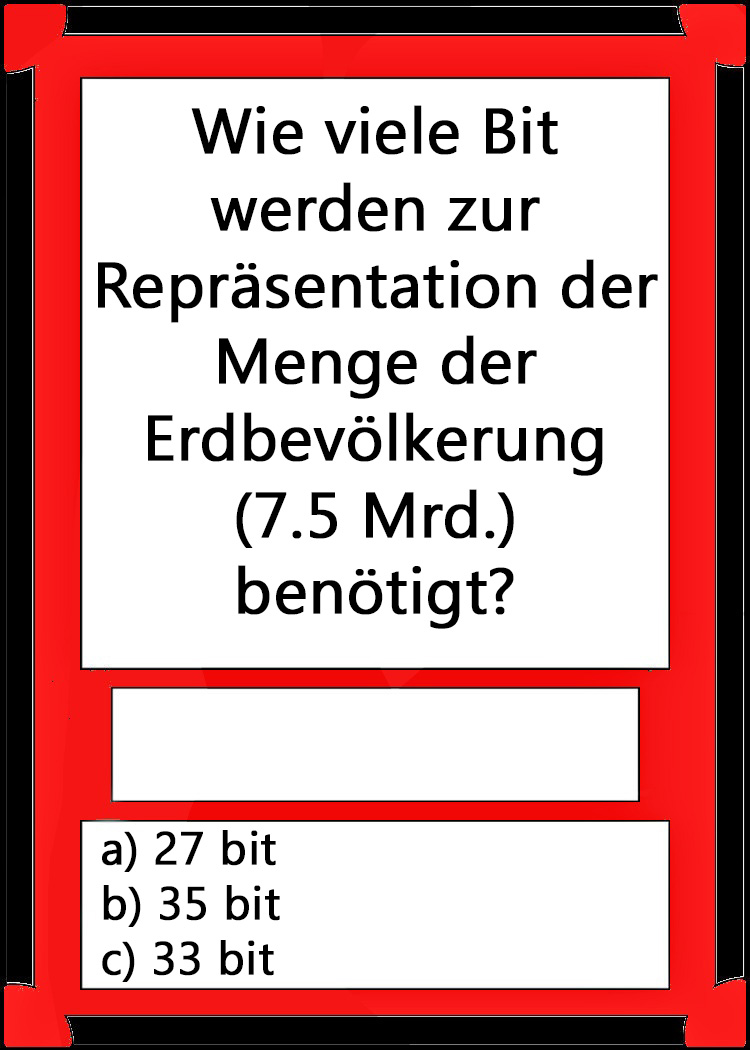 Wie viele Bit
werden zur
Repräsentation der
Menge der
Erdbevölkerung
(7.5 Mrd.)
benötigt?
a) 27 bit
b) 35 bit
c) 33 bit